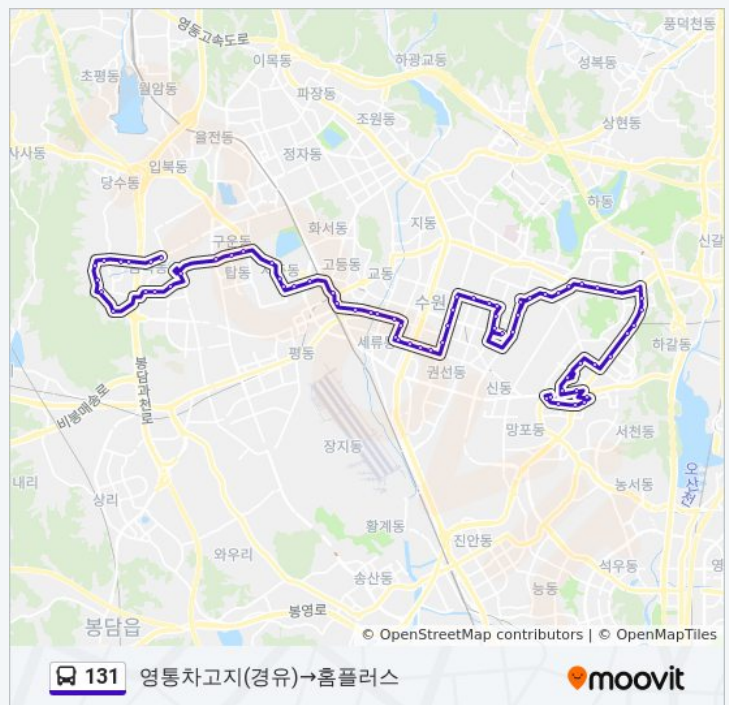 풍덕천동
영동고속도로
이목동
하광교동
성복동
초평동
월암동
파장동
조원동
상현동
율전동
사사동
정자동
입북동
당수동
하동
화서동
지동
신갈
구운동
고등동
탑동
교동
수원
세류동
하갈동
평동
권선동
신동
봉담과천로
비봉매송로
망포동
서천동
장지동
내리
농서동
오산천
상리
황계동
진안동
와우리
석우동
영
송산동
능동
봉영로
봉담읍
© OpenStreetMap contributors | © OpenMapTiles
131 영통차고지(경유)→홈플러스
moovit